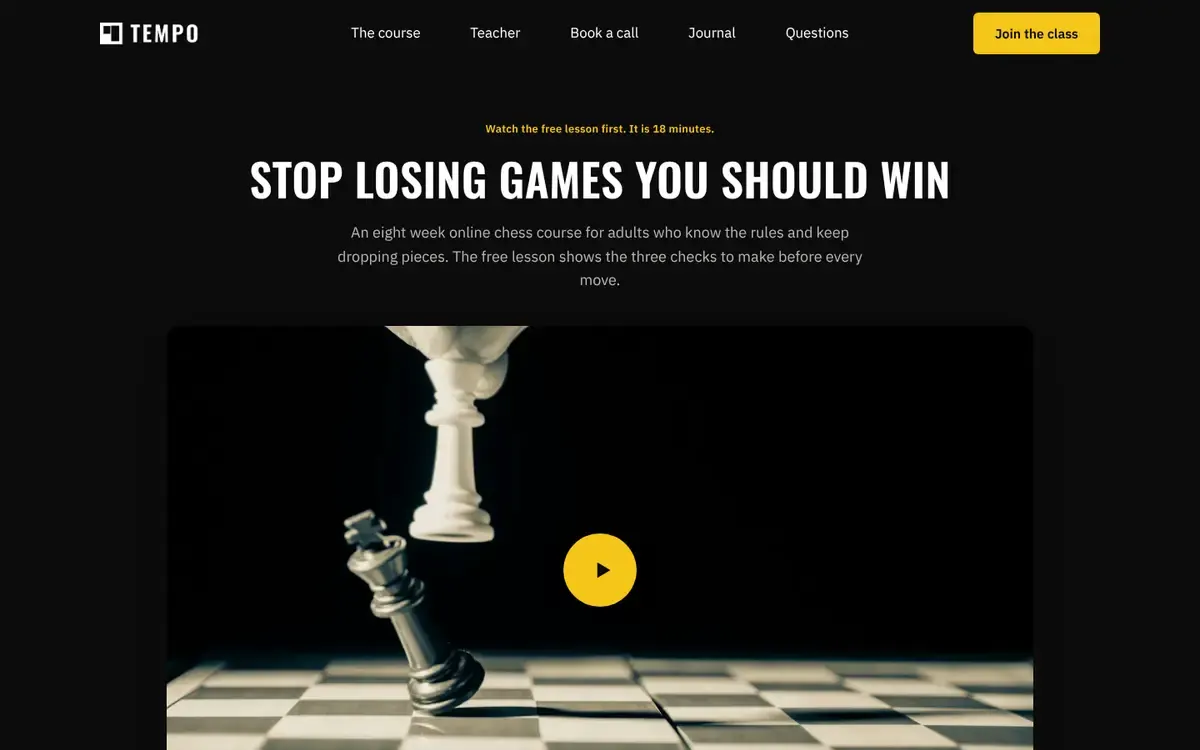 TEMPO
The course
Teacher
Book a call
Journal
Questions
Join the class
Watch the free lesson first. It is 18 minutes.
STOP LOSING GAMES YOU SHOULD WIN
An eight week online chess course for adults who know the rules and keep
dropping pieces. The free lesson shows the three checks to make before every
move.